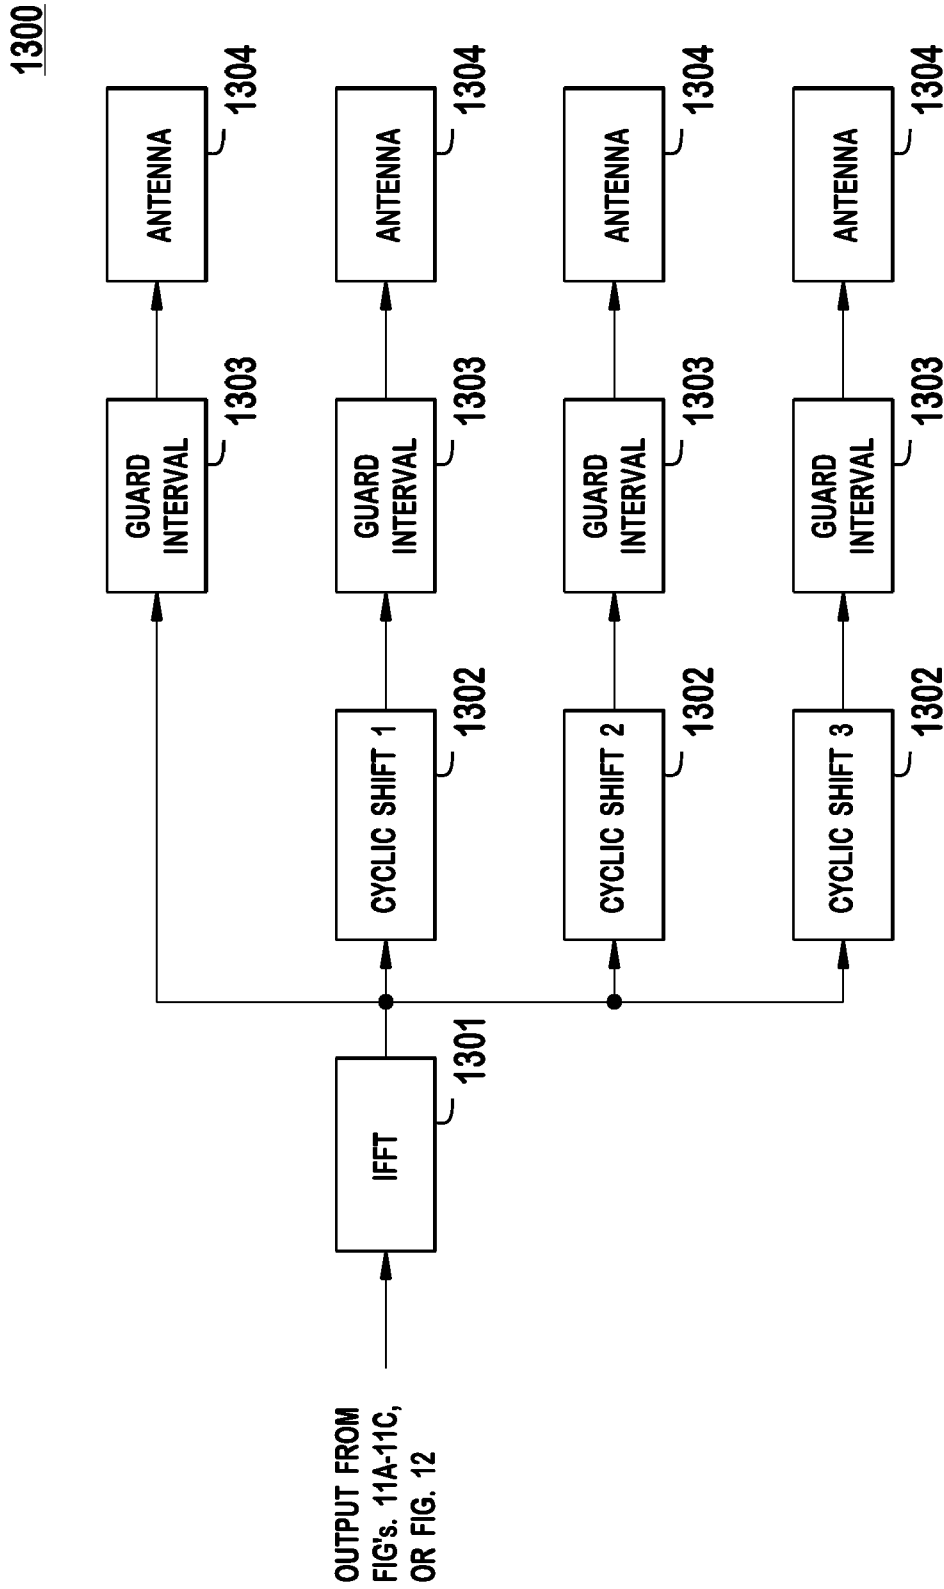 1300
ANTENNA
1304
ANTENNA
1304
ANTENNA
1304
ANTENNA
1304
GUARD
INTERVAL
1303
GUARD
INTERVAL
1303
GUARD
INTERVAL
1303
GUARD
INTERVAL
1303
CYCLIC SHIFT 1
1302
CYCLIC SHIFT 2
1302
CYCLIC SHIFT 3
1302
IFFT
1301
OUTPUT FROM
FIG's. 11A-11C,
OR FIG. 12